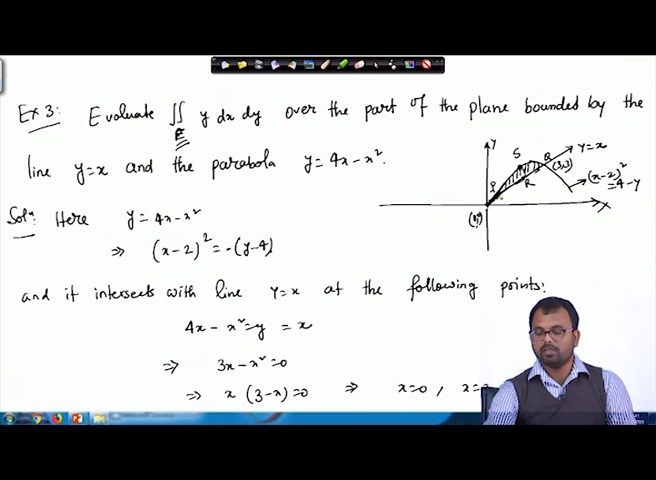 Ex 3: Evaluate ∬ y dx dy over the part of the plane bounded by the
R
line y=x and the parabola y=4x-x².
Solⁿ: Here y=4x-x²
⇒ (x-2)²=-(y-4)
and it intersects with line y=x at the following points:
4x-x²=y=x
⇒ 3x-x²=0
⇒ x(3-x)=0 ⇒ x=0, x=3
y
S
Q
y=x
(3,3)
R
(x-2)²
=4-y
P
(0,0)
x